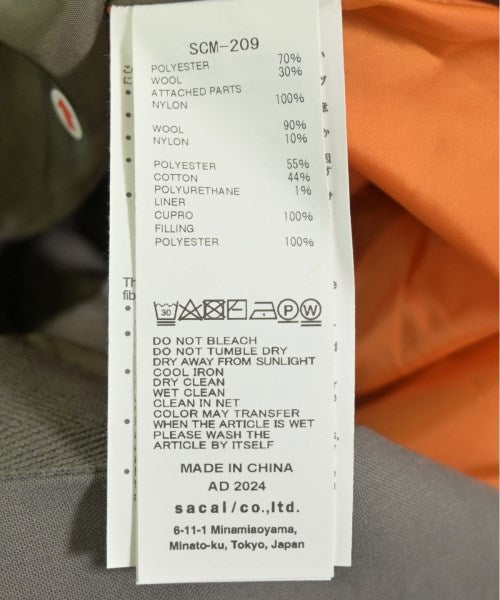 SCM-209
POLYESTER 70%
WOOL 30%
ATTACHED PARTS
NYLON 100%
WOOL 90%
NYLON 10%
POLYESTER 55%
COTTON 44%
POLYURETHANE 1%
LINER
CUPRO 100%
FILLING
POLYESTER 100%
30 P W
DO NOT BLEACH
DO NOT TUMBLE DRY
DRY AWAY FROM SUNLIGHT
COOL IRON
DRY CLEAN
WET CLEAN
CLEAN IN NET
COLOR MAY TRANSFER
WHEN THE ARTICLE IS WET
PLEASE WASH THE
ARTICLE BY ITSELF
MADE IN CHINA
AD 2024
sacai/co.,ltd.
6-11-1 Minamiaoyama,
Minato-ku, Tokyo, Japan